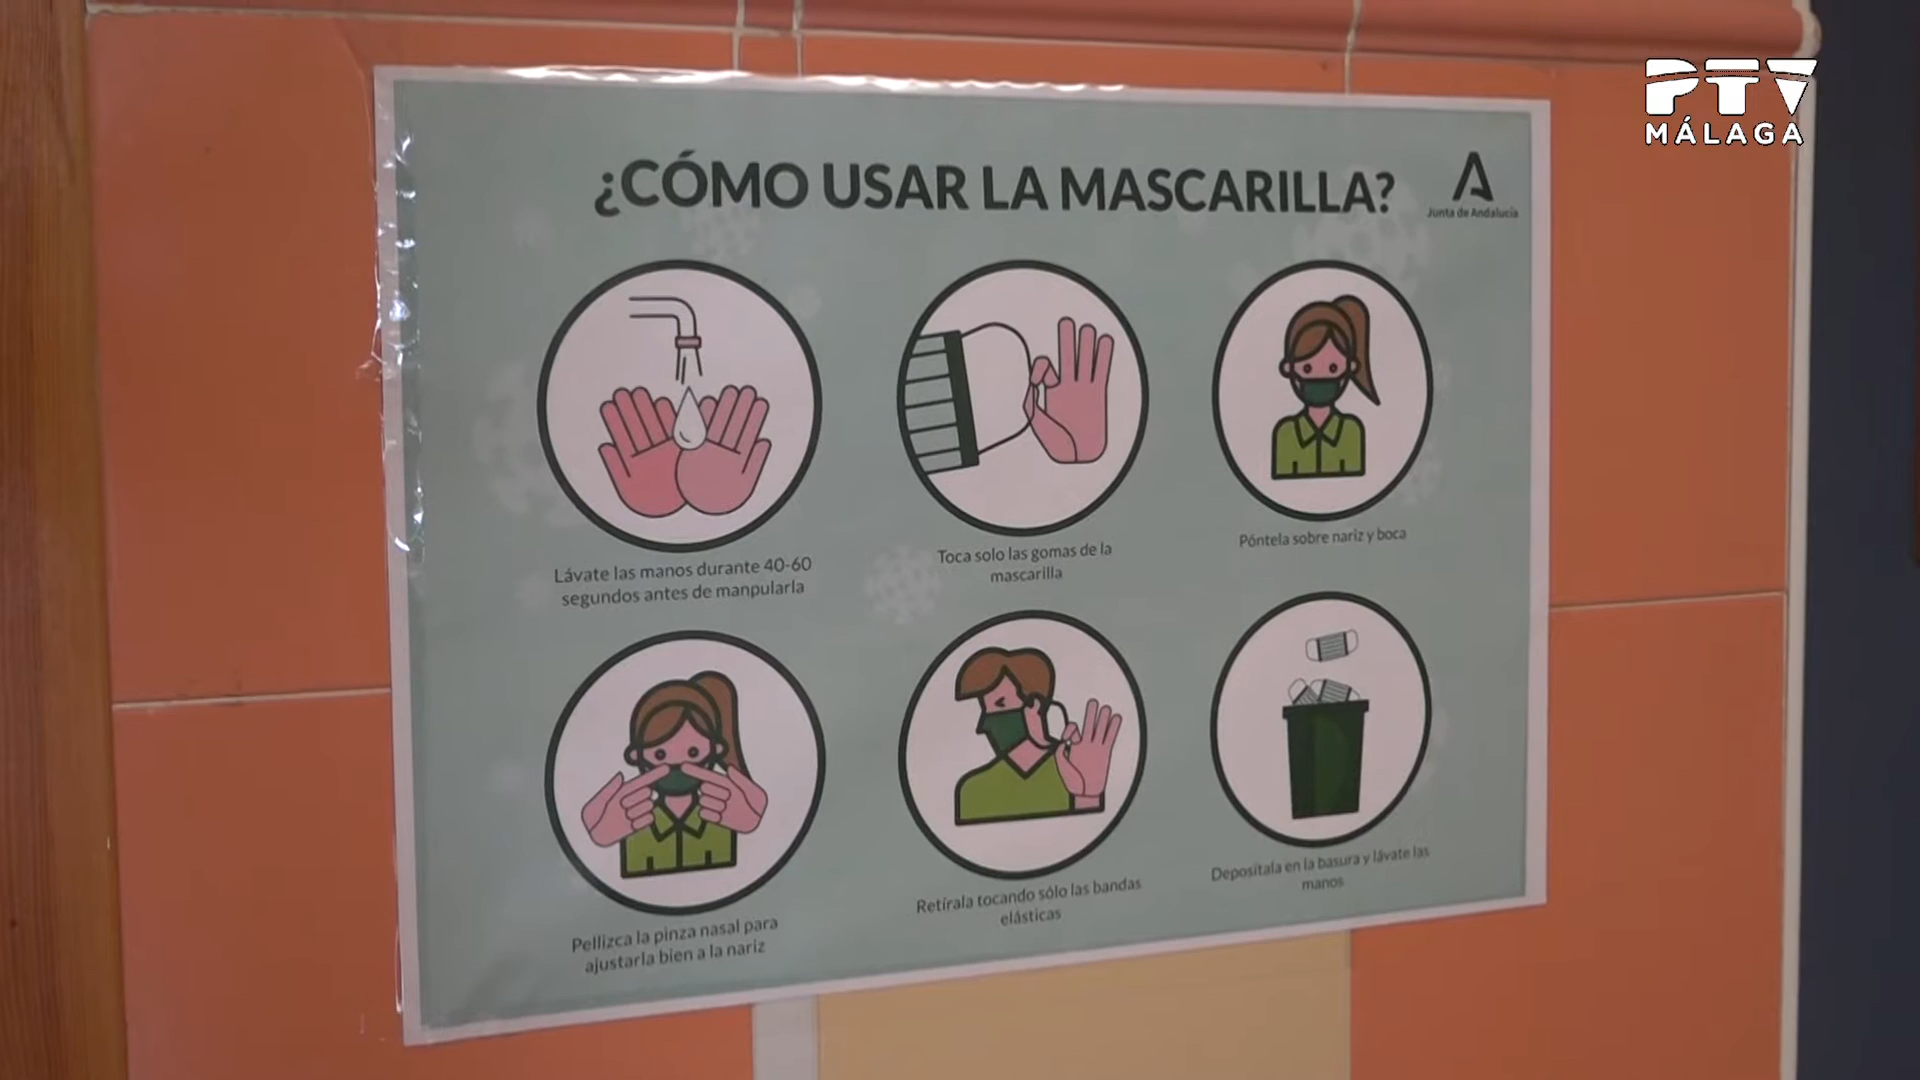 PTV
MÁLAGA
¿CÓMO USAR LA MASCARILLA?
Junta de Andalucía
Lávate las manos durante 40-60
segundos antes de manpularla
Toca solo las gomas de la
mascarilla
Póntela sobre nariz y boca
Pellizca la pinza nasal para
ajustarla bien a la nariz
Retírala tocando sólo las bandas
elásticas
Deposítala en la basura y lávate las
manos